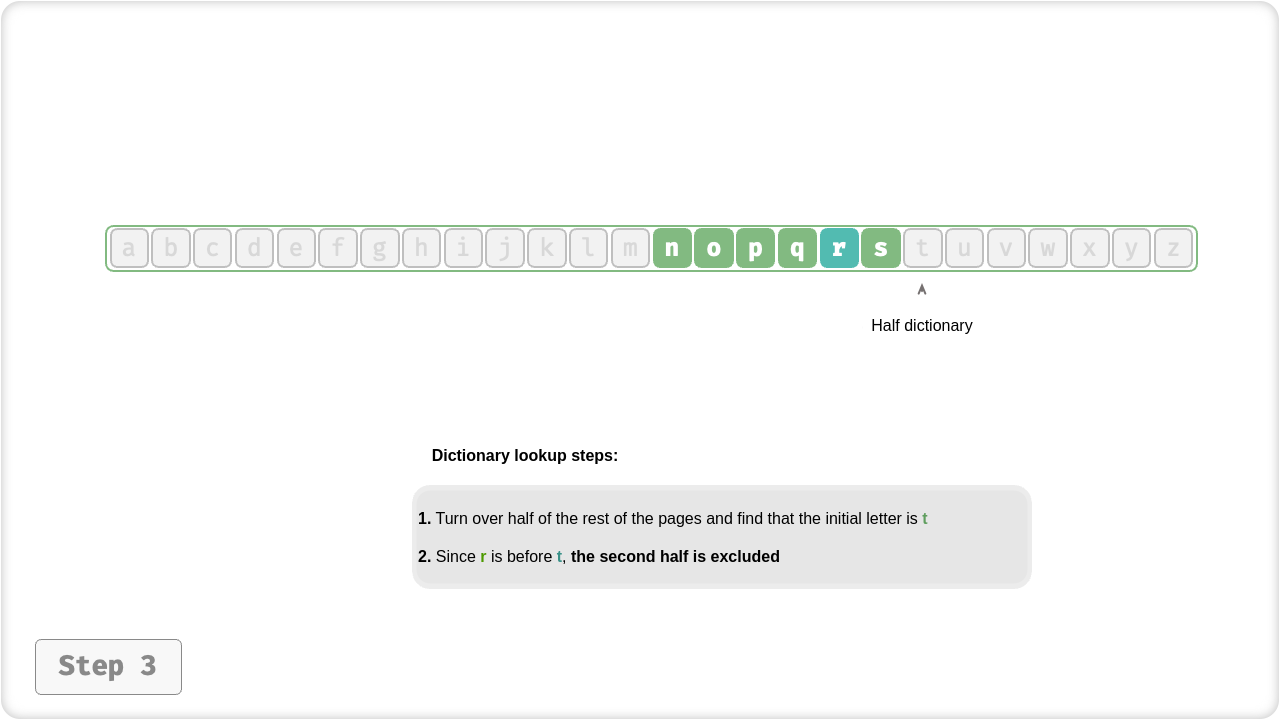 a b c d e f g h i j k l m n o p q r s t u v w x y z
Half dictionary
Dictionary lookup steps:
1. Turn over half of the rest of the pages and find that the initial letter is t
2. Since r is before t, the second half is excluded
Step 3